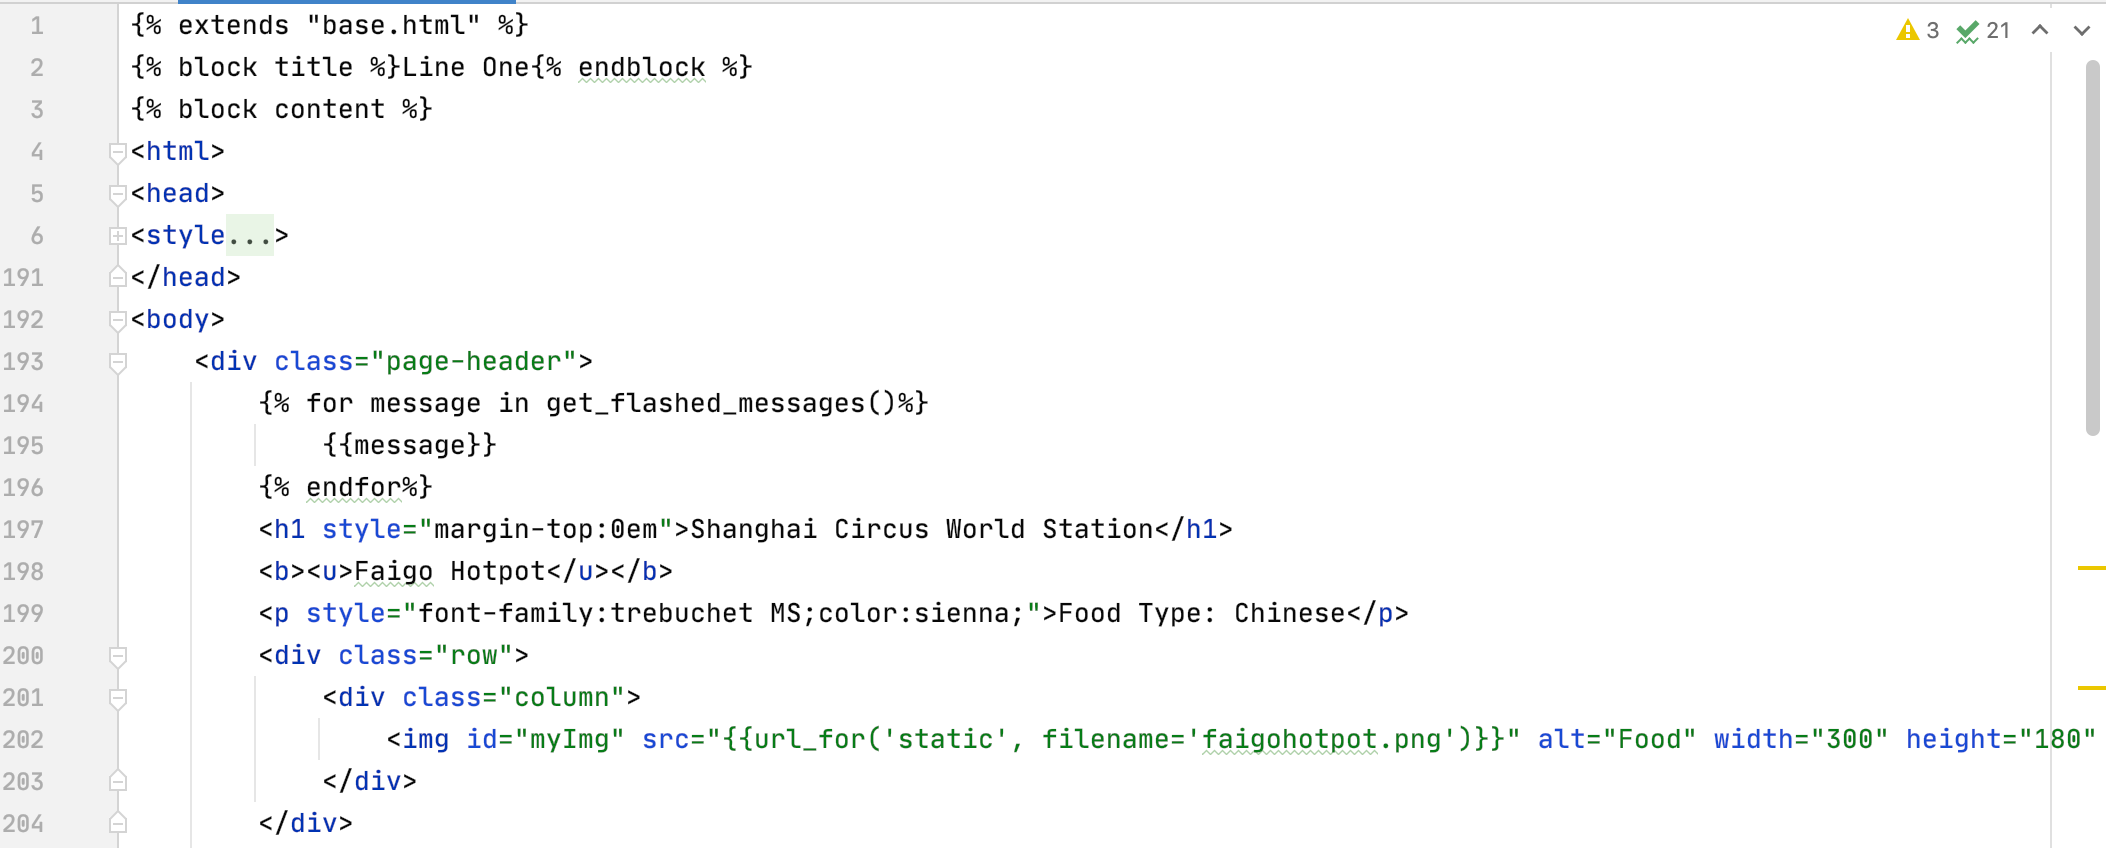 1 {% extends "base.html" %} 3 21
2 {% block title %}Line One{% endblock %}
3 {% block content %}
4 <html>
5 <head>
6 <style...>
191 </head>
192 <body>
193 <div class="page-header">
194 {% for message in get_flashed_messages()%}
195 {{message}}
196 {% endfor%}
197 <h1 style="margin-top:0em">Shanghai Circus World Station</h1>
198 <b><u>Faigo Hotpot</u></b>
199 <p style="font-family:trebuchet MS;color:sienna;">Food Type: Chinese</p>
200 <div class="row">
201 <div class="column">
202 <img id="myImg" src="{{url_for('static', filename='faigohotpot.png')}}" alt="Food" width="300" height="180"
203 </div>
204 </div>